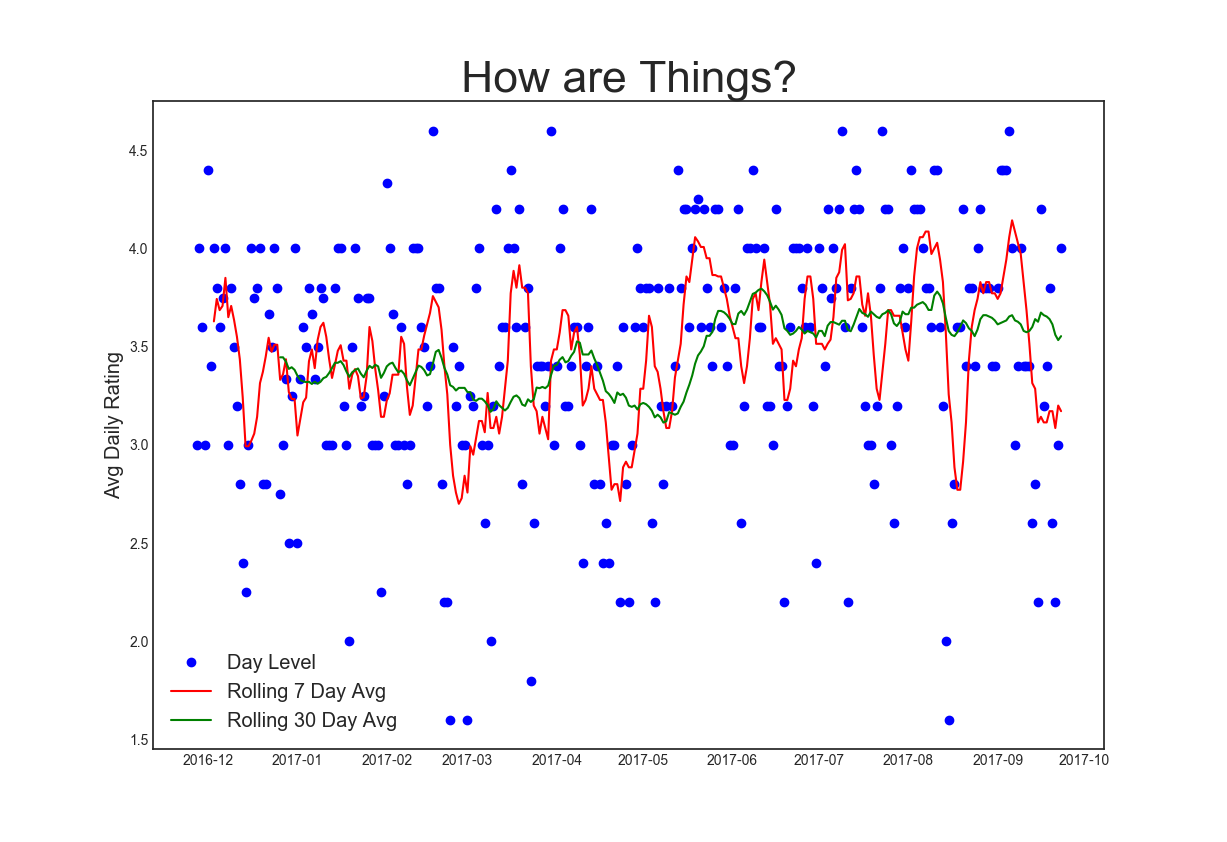 How are Things?
Avg Daily Rating
4.5
4.0
3.5
3.0
2.5
2.0
1.5
Day Level
Rolling 7 Day Avg
Rolling 30 Day Avg
2016-12 2017-01 2017-02 2017-03 2017-04 2017-05 2017-06 2017-07 2017-08 2017-09 2017-10